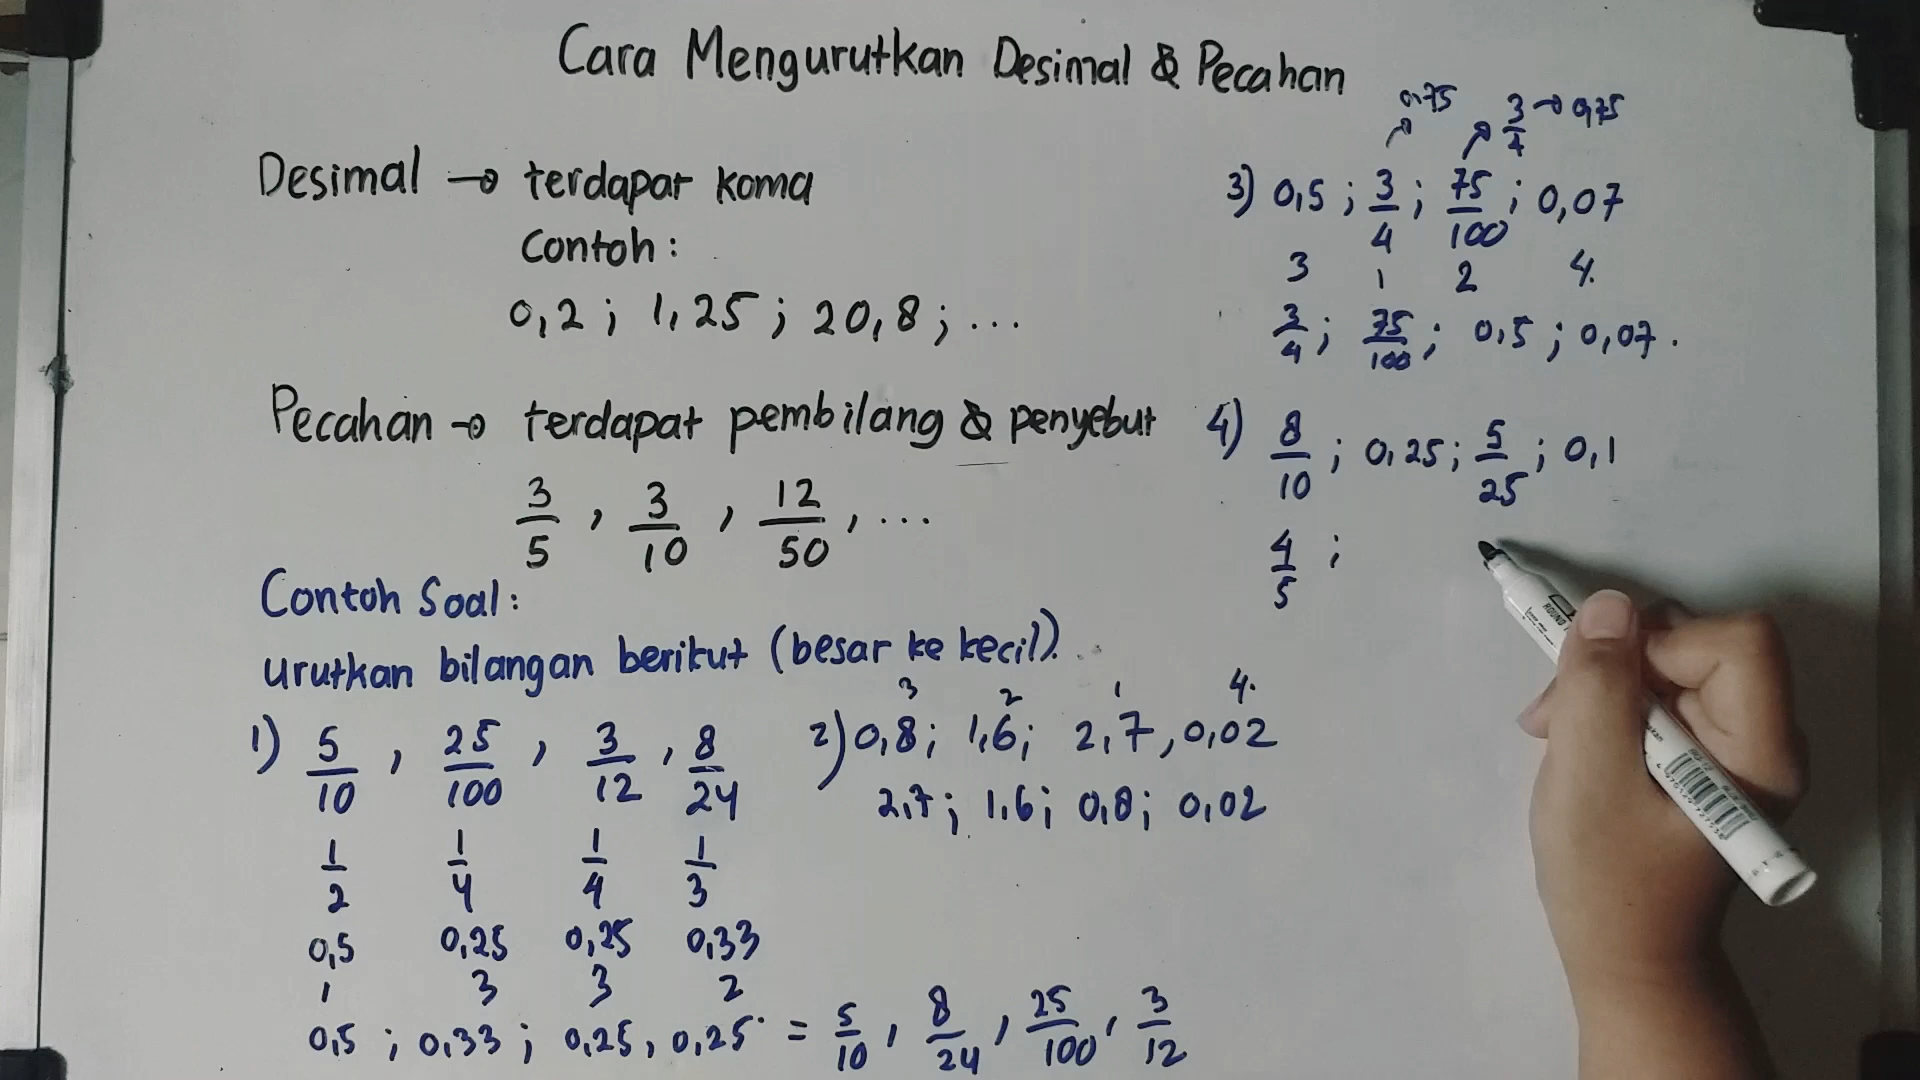 Cara Mengurutkan Desimal & Pecahan
Desimal → terdapat koma
Contoh:
0,2 ; 1,25 ; 20,8 ; ...
Pecahan → terdapat pembilang & penyebut
3/5 , 3/10 , 12/50 , ...
Contoh Soal:
urutkan bilangan berikut (besar ke kecil).
1) 5/10 , 25/100 , 3/12 , 8/24
1/2 1/4 1/4 1/3
0,5 0,25 0,25 0,33
1 3 3 2
0,5 ; 0,33 ; 0,25 , 0,25 = 5/10 , 8/24 , 25/100 , 3/12
3 2 1 4.
2) 0,8 ; 1,6 ; 2,7 , 0,02
2,7 ; 1,6 ; 0,8 ; 0,02
0,75 3/4 → 0,75
3) 0,5 ; 3/4 ; 75/100 ; 0,07
3 1 2 4.
3/4 ; 75/100 ; 0,5 ; 0,07.
4) 8/10 ; 0,25 ; 5/25 ; 0,1
4/5 ;